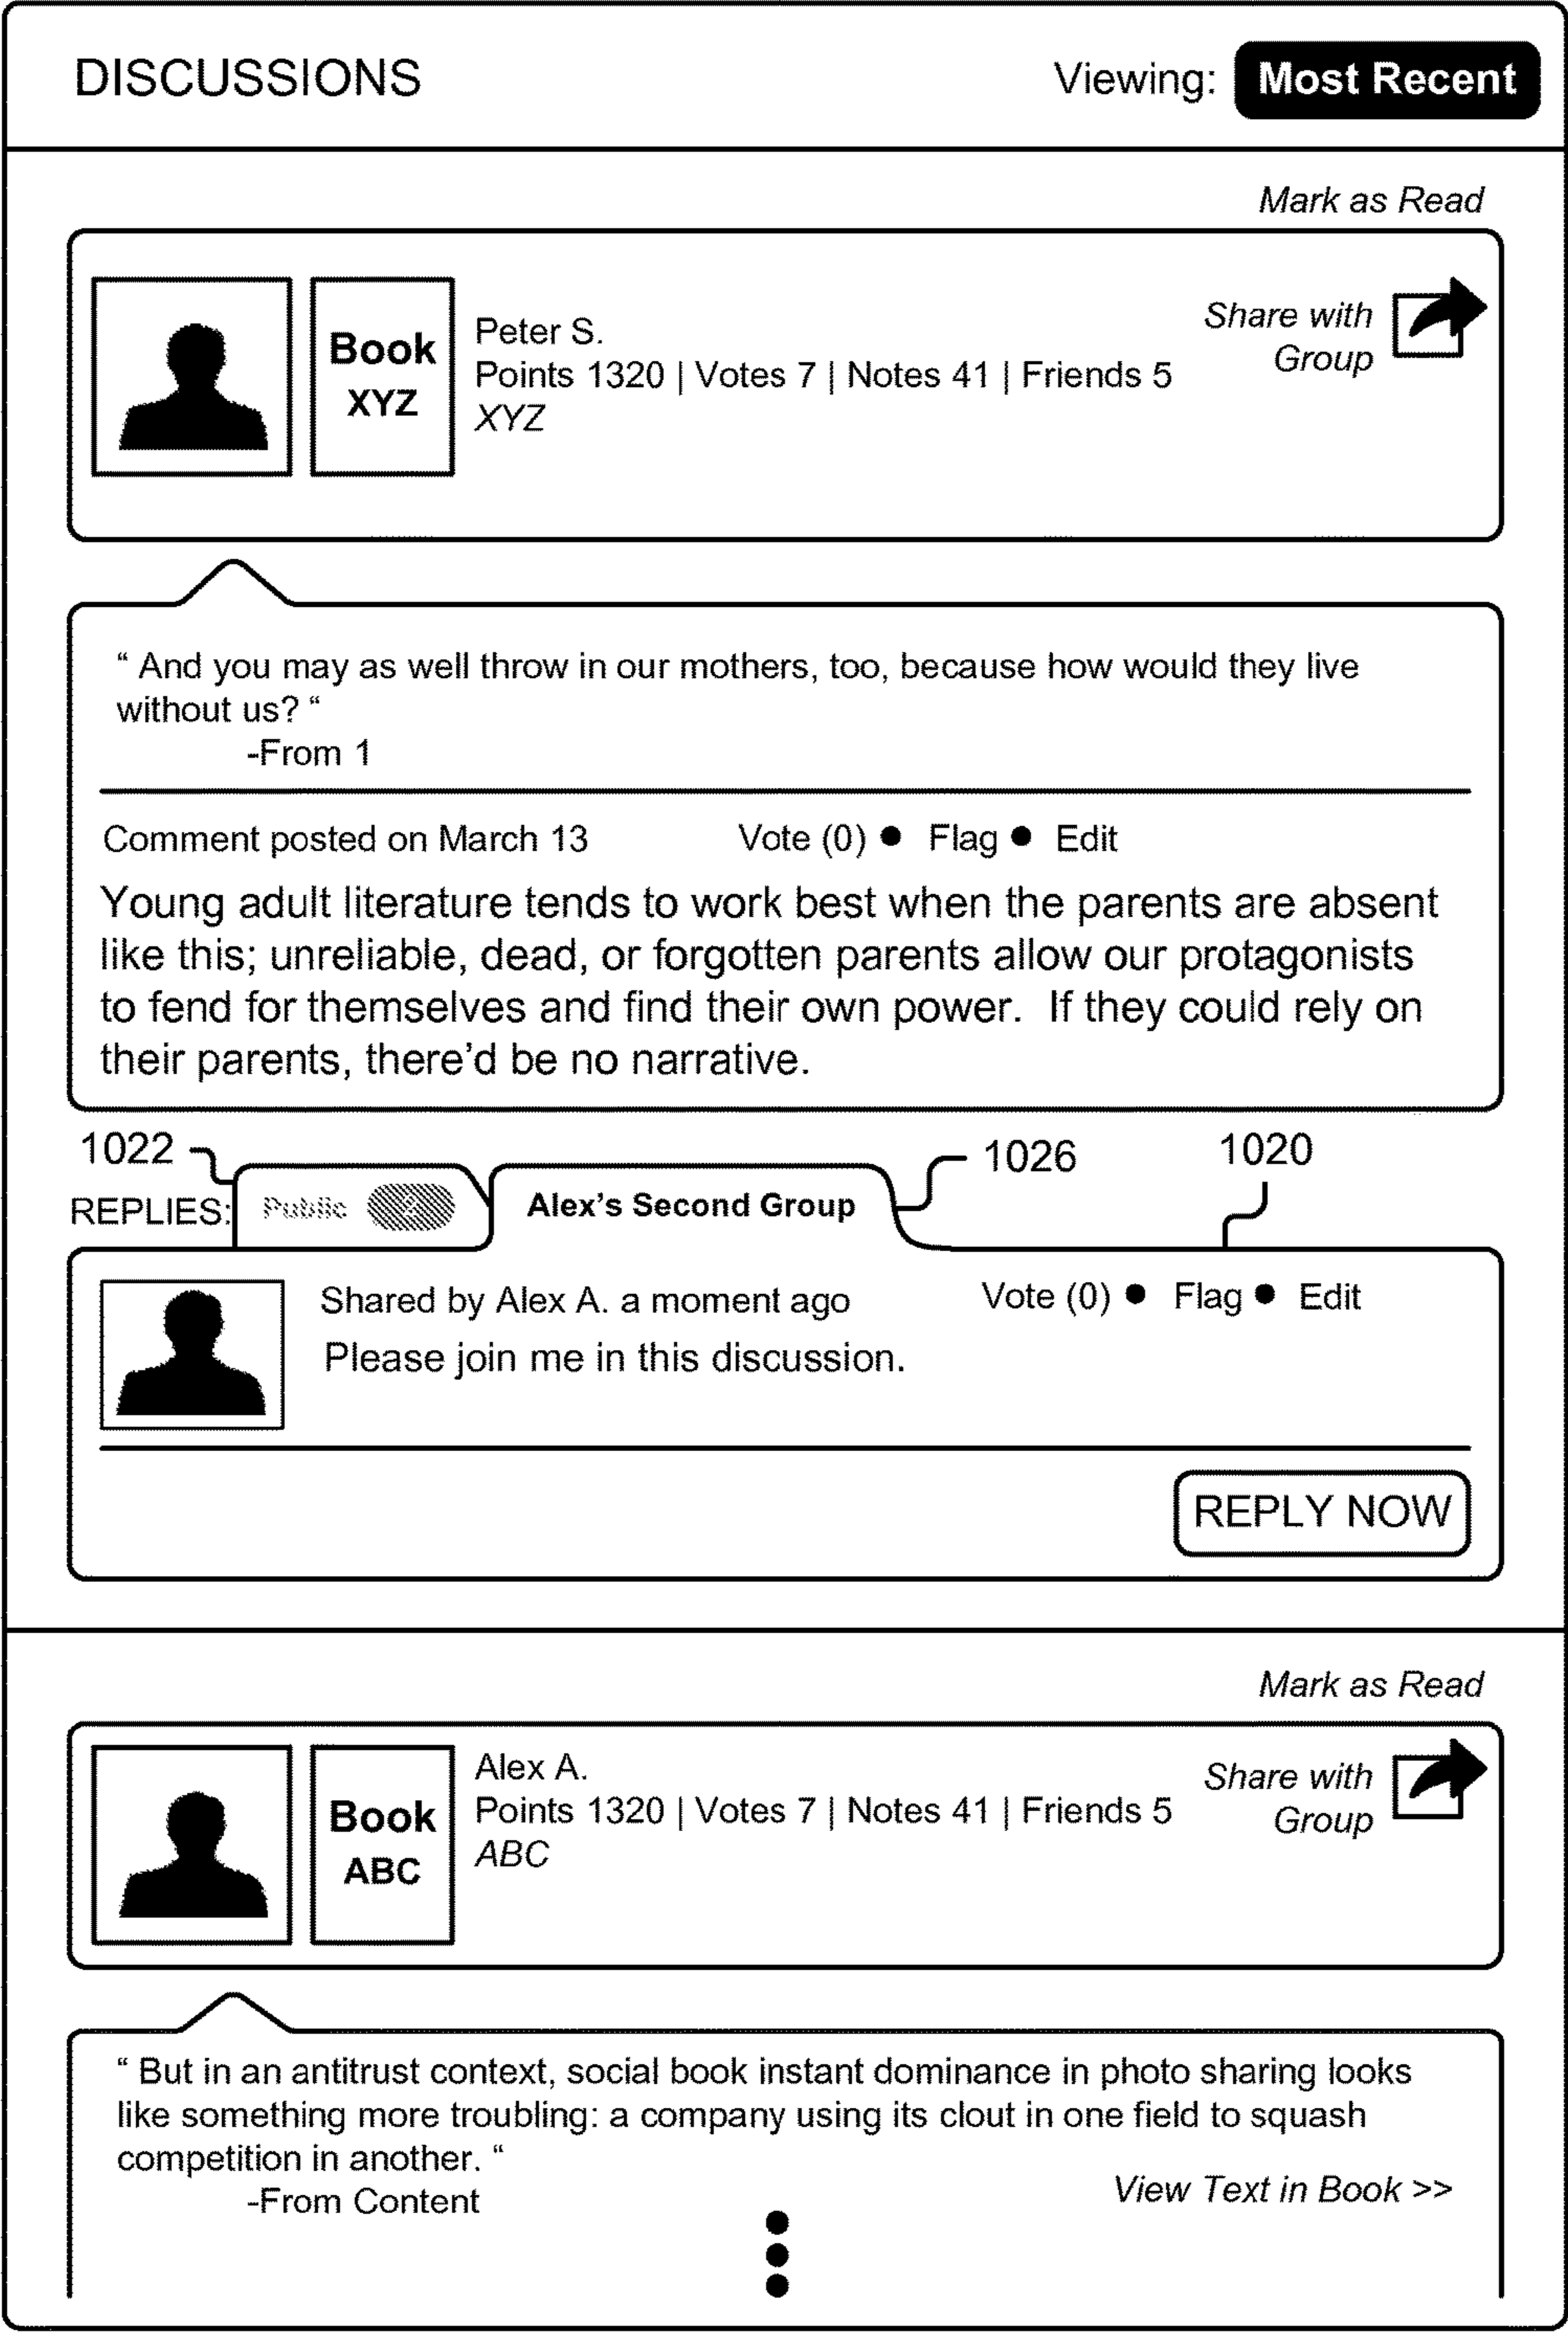 DISCUSSIONS
Viewing: Most Recent
Mark as Read
Book
XYZ
Peter S.
Points 1320 | Votes 7 | Notes 41 | Friends 5
XYZ
Share with
Group
“ And you may as well throw in our mothers, too, because how would they live
without us? “
-From 1
Comment posted on March 13
Vote (0) ● Flag ● Edit
Young adult literature tends to work best when the parents are absent
like this; unreliable, dead, or forgotten parents allow our protagonists
to fend for themselves and find their own power.  If they could rely on
their parents, there’d be no narrative.
1022
1026
1020
REPLIES:
Public
Alex’s Second Group
Shared by Alex A. a moment ago
Vote (0) ● Flag ● Edit
Please join me in this discussion.
REPLY NOW
Mark as Read
Book
ABC
Alex A.
Points 1320 | Votes 7 | Notes 41 | Friends 5
ABC
Share with
Group
“ But in an antitrust context, social book instant dominance in photo sharing looks
like something more troubling: a company using its clout in one field to squash
competition in another. “
-From Content
View Text in Book >>